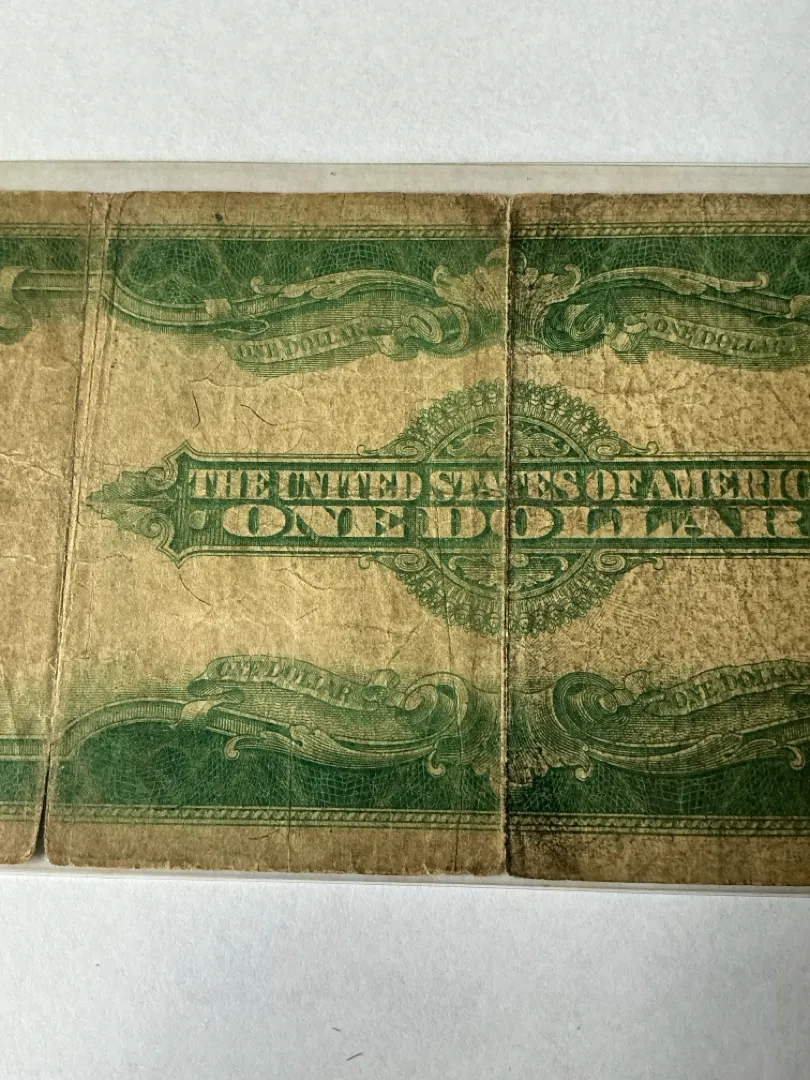 ONE DOLLAR ONE DOLLAR
THE UNITED STATES OF AMERIC
ONE DOLLAR
ONE DOLLAR ONE DOLLAR